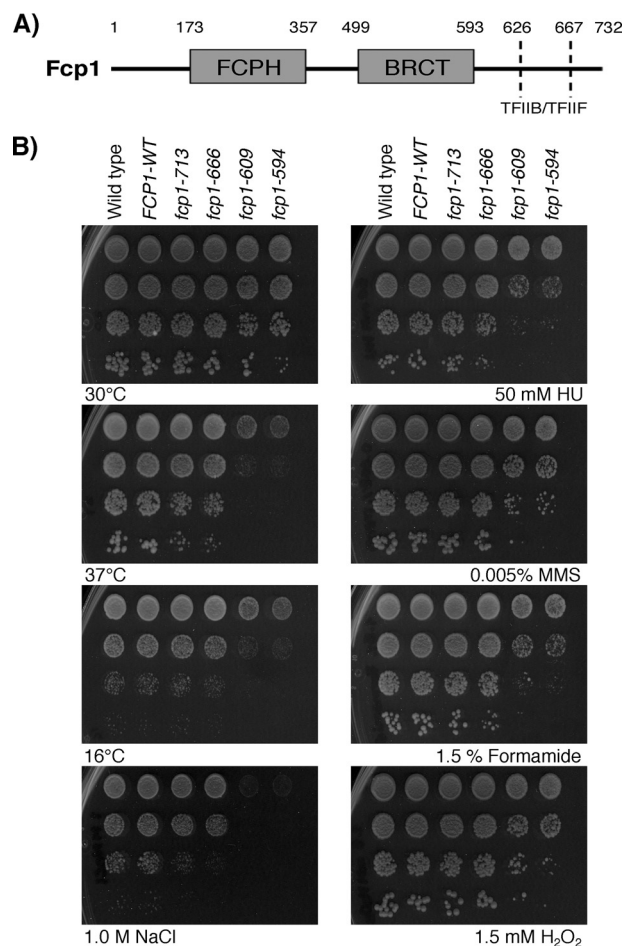 A)
1 173 357 499 593 626 667 732
Fcp1 FCPH BRCT
TFIIB/TFIIF
B)
Wild type FCP1-WT fcp1-713 fcp1-666 fcp1-609 fcp1-594 Wild type FCP1-WT fcp1-713 fcp1-666 fcp1-609 fcp1-594
30°C 50 mM HU
37°C 0.005% MMS
16°C 1.5 % Formamide
1.0 M NaCl 1.5 mM H₂O₂